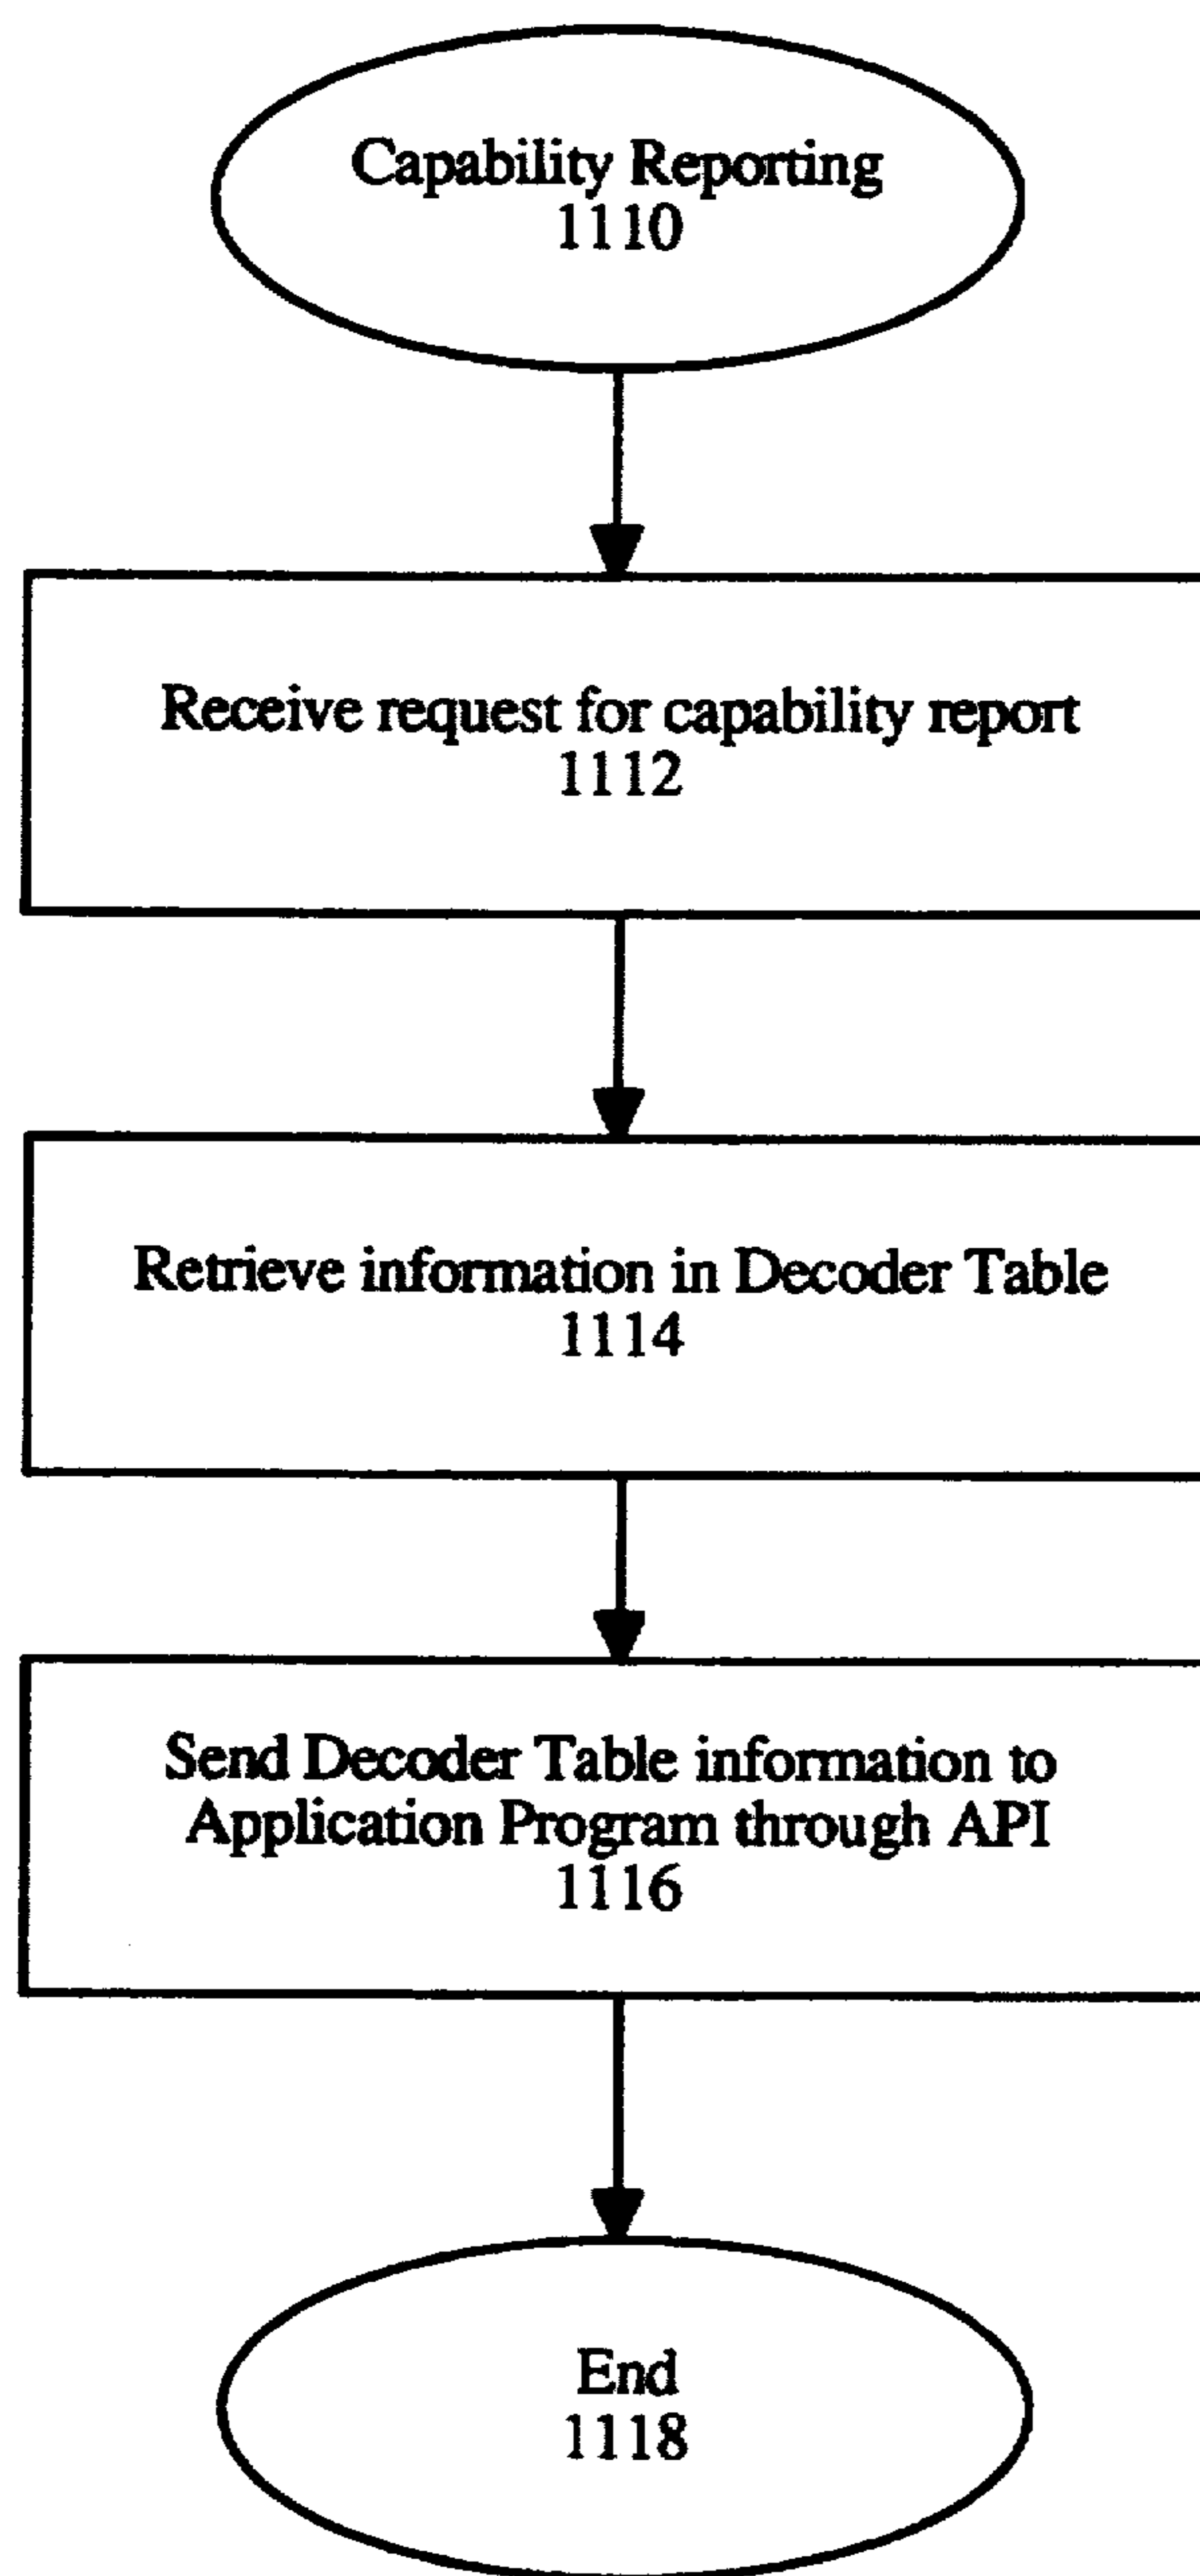 Capability Reporting
1110
Receive request for capability report
1112
Retrieve information in Decoder Table
1114
Send Decoder Table information to
Application Program through API
1116
End
1118